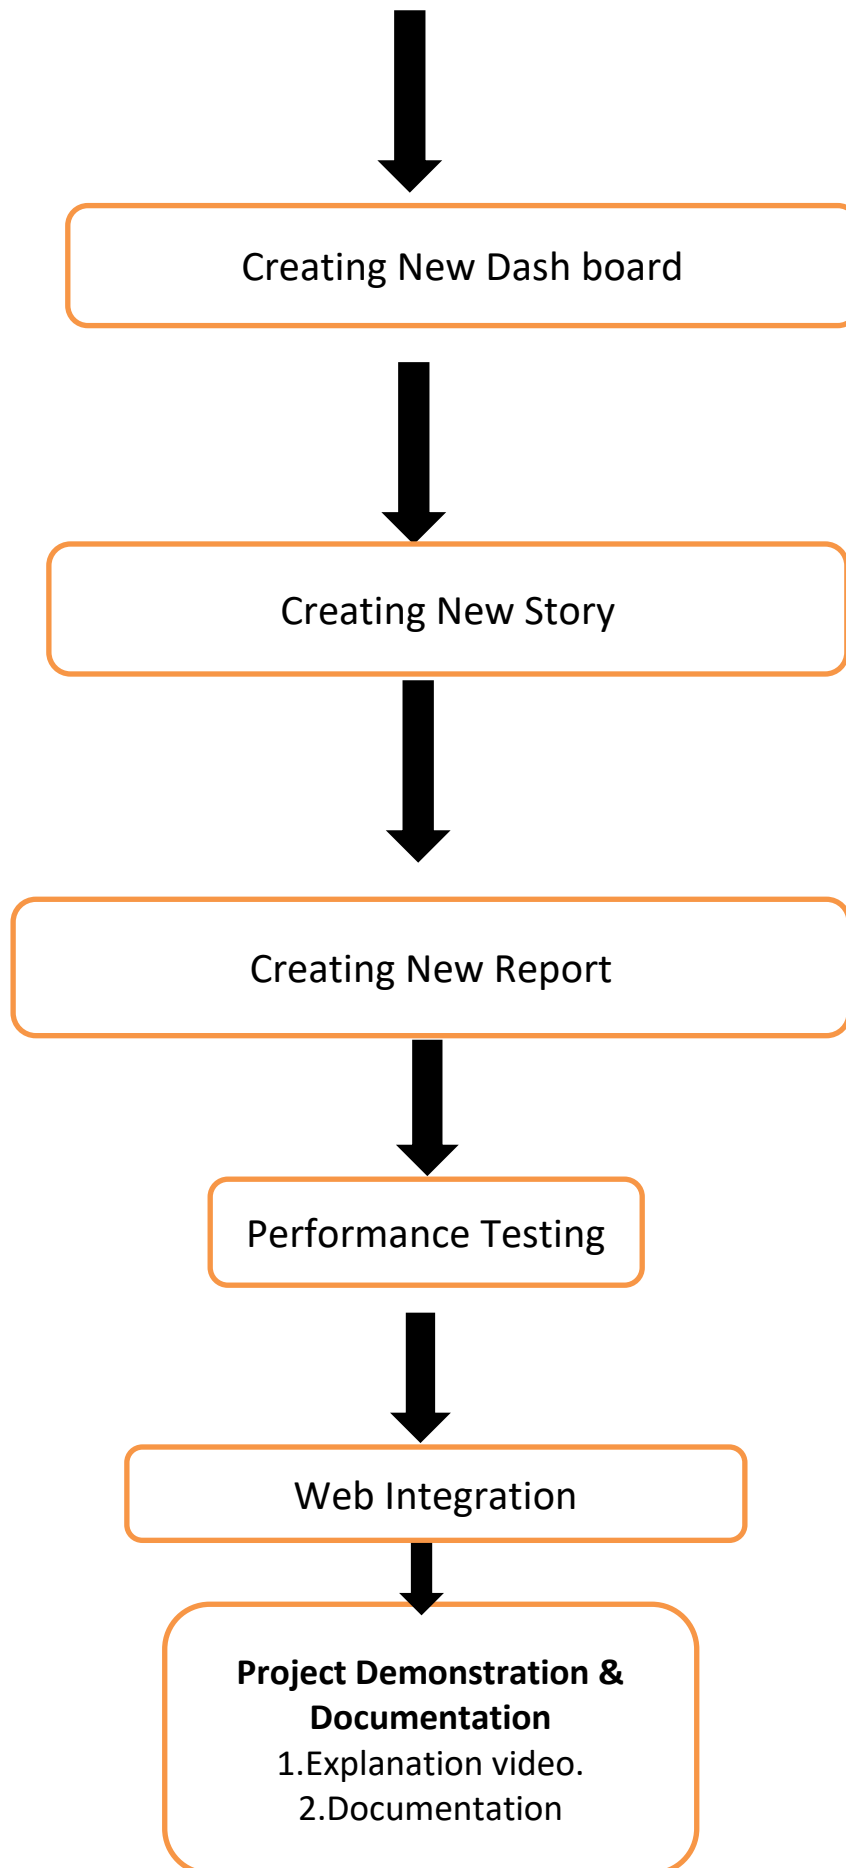 Creating New Dash board
Creating New Story
Creating New Report
Performance Testing
Web Integration
Project Demonstration &
Documentation
1.Explanation video.
2.Documentation